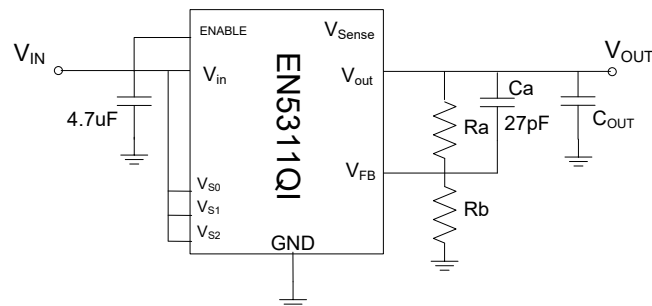 ENABLE
V_Sense
V_IN
V_in
V_out
V_OUT
EN5311QI
4.7uF
Ra
Ca
27pF
C_OUT
V_FB
V_S0
V_S1
V_S2
Rb
GND